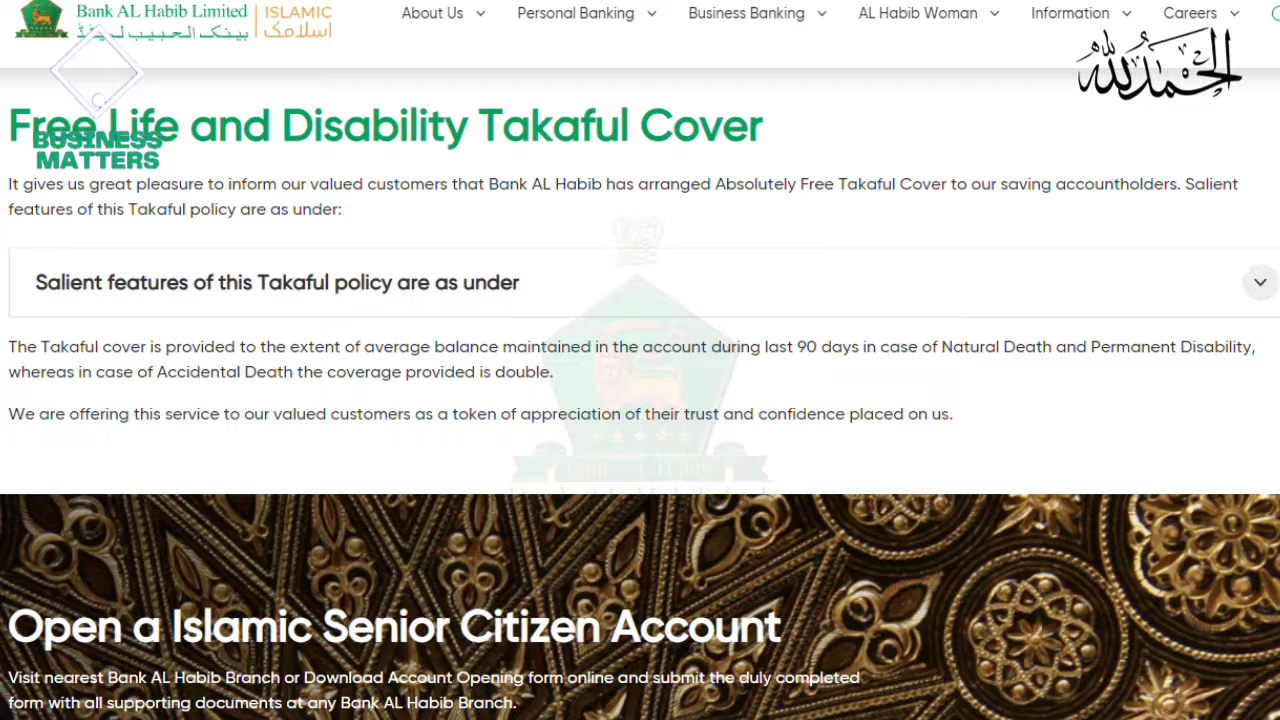 Bank AL Habib Limited
بینک الحبیب لمیٹڈ
ISLAMIC
اسلامک
About Us
Personal Banking
Business Banking
AL Habib Woman
Information
Careers
الحمد لله
Free Life and Disability Takaful Cover
BUSINESS
MATTERS
It gives us great pleasure to inform our valued customers that Bank AL Habib has arranged Absolutely Free Takaful Cover to our saving accountholders. Salient
features of this Takaful policy are as under:
Salient features of this Takaful policy are as under
The Takaful cover is provided to the extent of average balance maintained in the account during last 90 days in case of Natural Death and Permanent Disability,
whereas in case of Accidental Death the coverage provided is double.
We are offering this service to our valued customers as a token of appreciation of their trust and confidence placed on us.
Open a Islamic Senior Citizen Account
Visit nearest Bank AL Habib Branch or Download Account Opening form online and submit the duly completed
form with all supporting documents at any Bank AL Habib Branch.